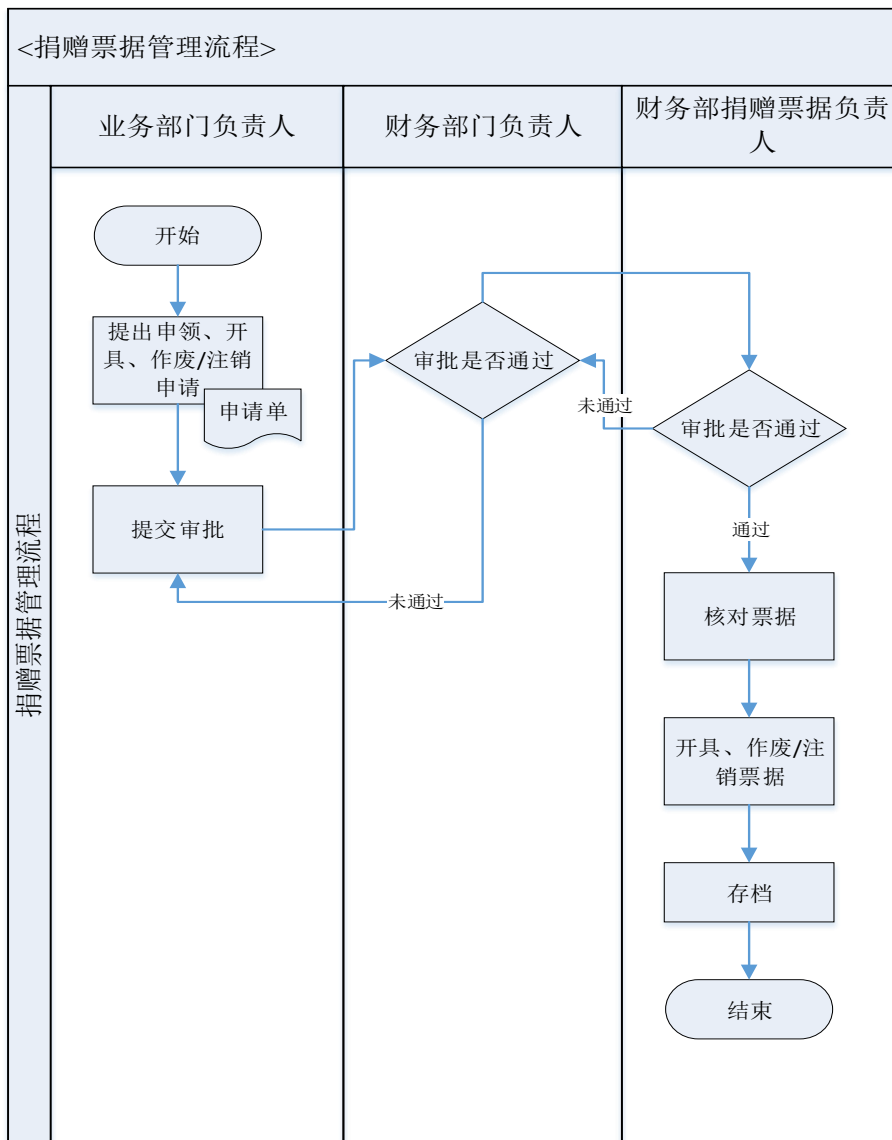 <捐赠票据管理流程>
业务部门负责人
财务部门负责人
财务部捐赠票据负责
人
捐赠票据管理流程
开始
提出申领、开
具、作废/注销
申请
申请单
提交审批
审批是否通过
未通过
未通过
审批是否通过
通过
核对票据
开具、作废/注
销票据
存档
结束